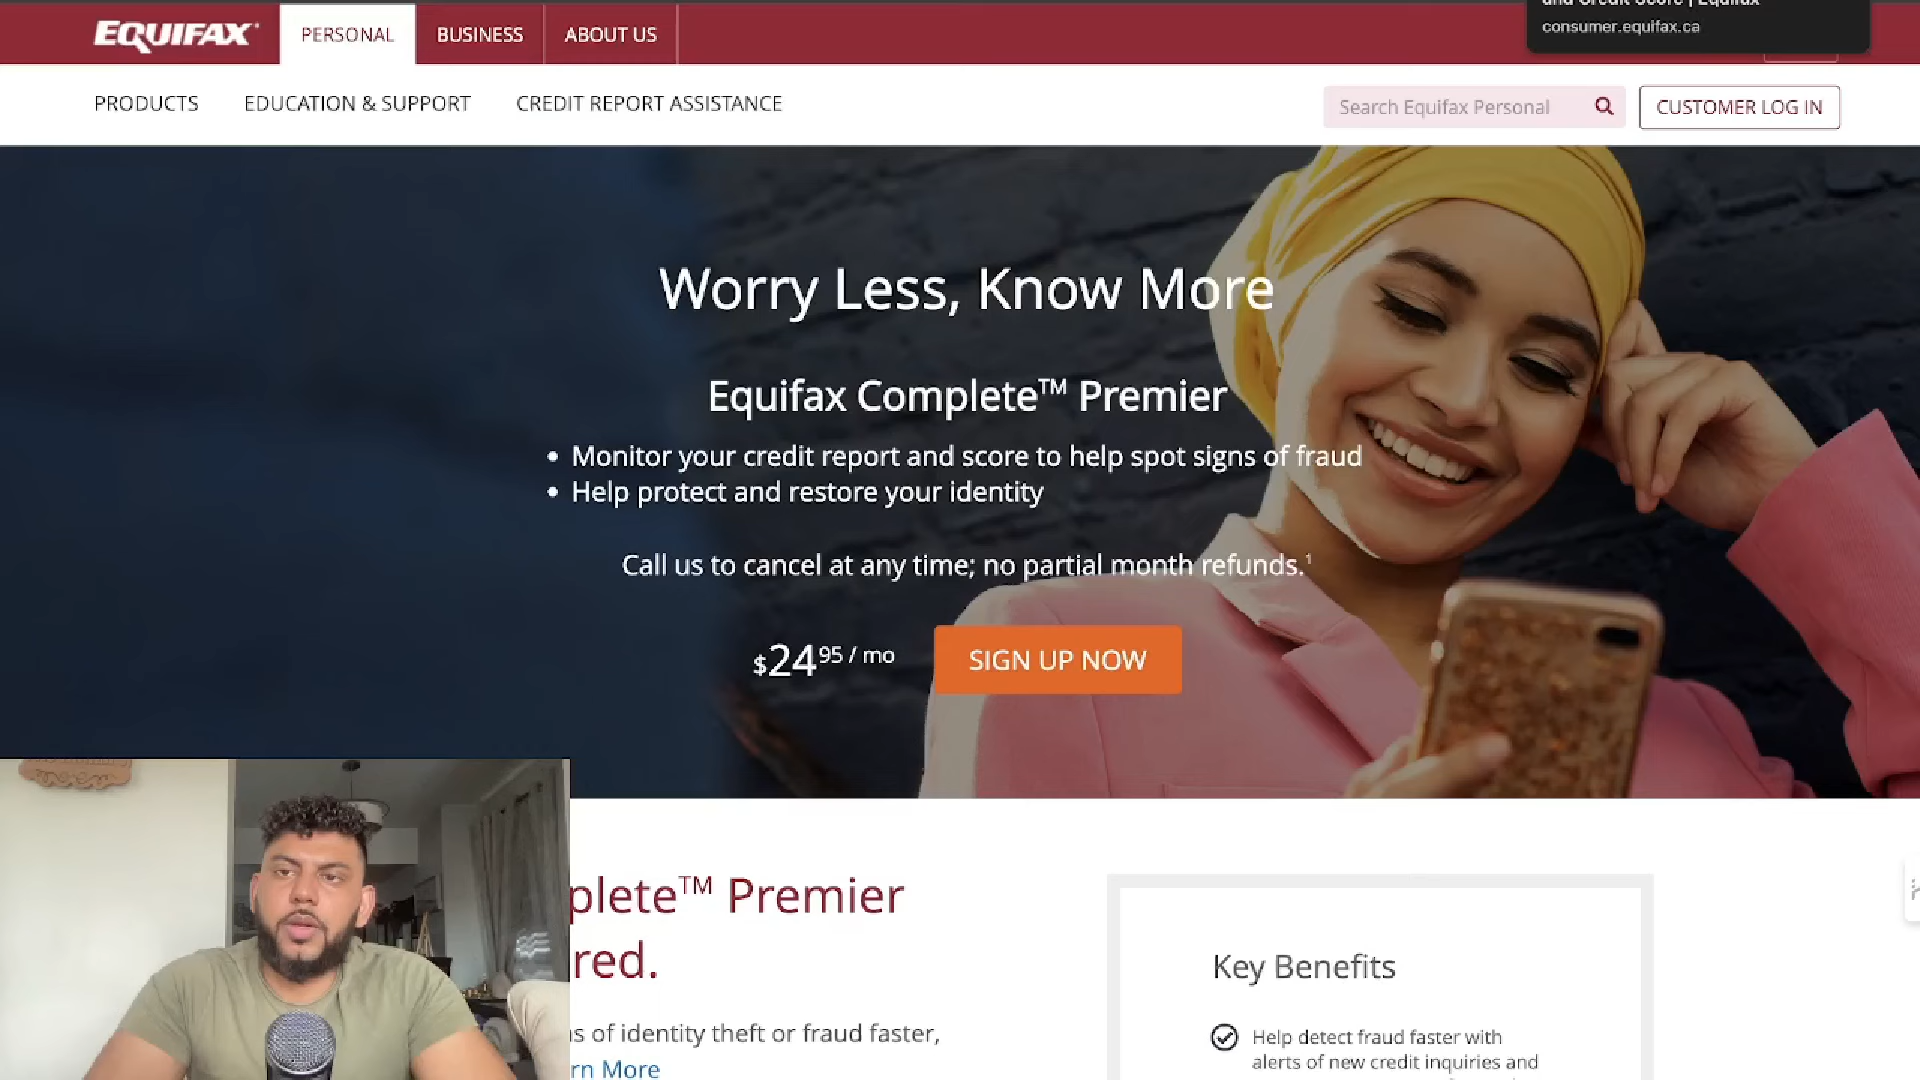 and Credit Score | Equifax
consumer.equifax.ca
EQUIFAX
PERSONAL
BUSINESS
ABOUT US
PRODUCTS
EDUCATION & SUPPORT
CREDIT REPORT ASSISTANCE
Search Equifax Personal
CUSTOMER LOG IN
Worry Less, Know More
Equifax Complete™ Premier
• Monitor your credit report and score to help spot signs of fraud
• Help protect and restore your identity
Call us to cancel at any time; no partial month refunds.¹
$24 95 / mo
SIGN UP NOW
plete™ Premier
red.
s of identity theft or fraud faster,
rn More
Key Benefits
Help detect fraud faster with
alerts of new credit inquiries and